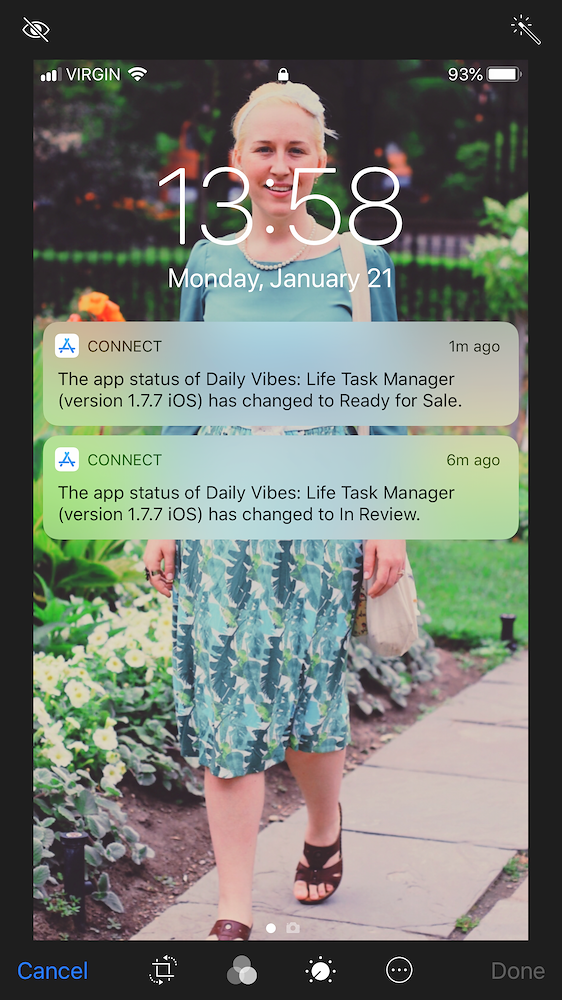 VIRGIN 93%
13:58
Monday, January 21
CONNECT 1m ago
The app status of Daily Vibes: Life Task Manager
(version 1.7.7 iOS) has changed to Ready for Sale.
CONNECT 6m ago
The app status of Daily Vibes: Life Task Manager
(version 1.7.7 iOS) has changed to In Review.
Cancel Done